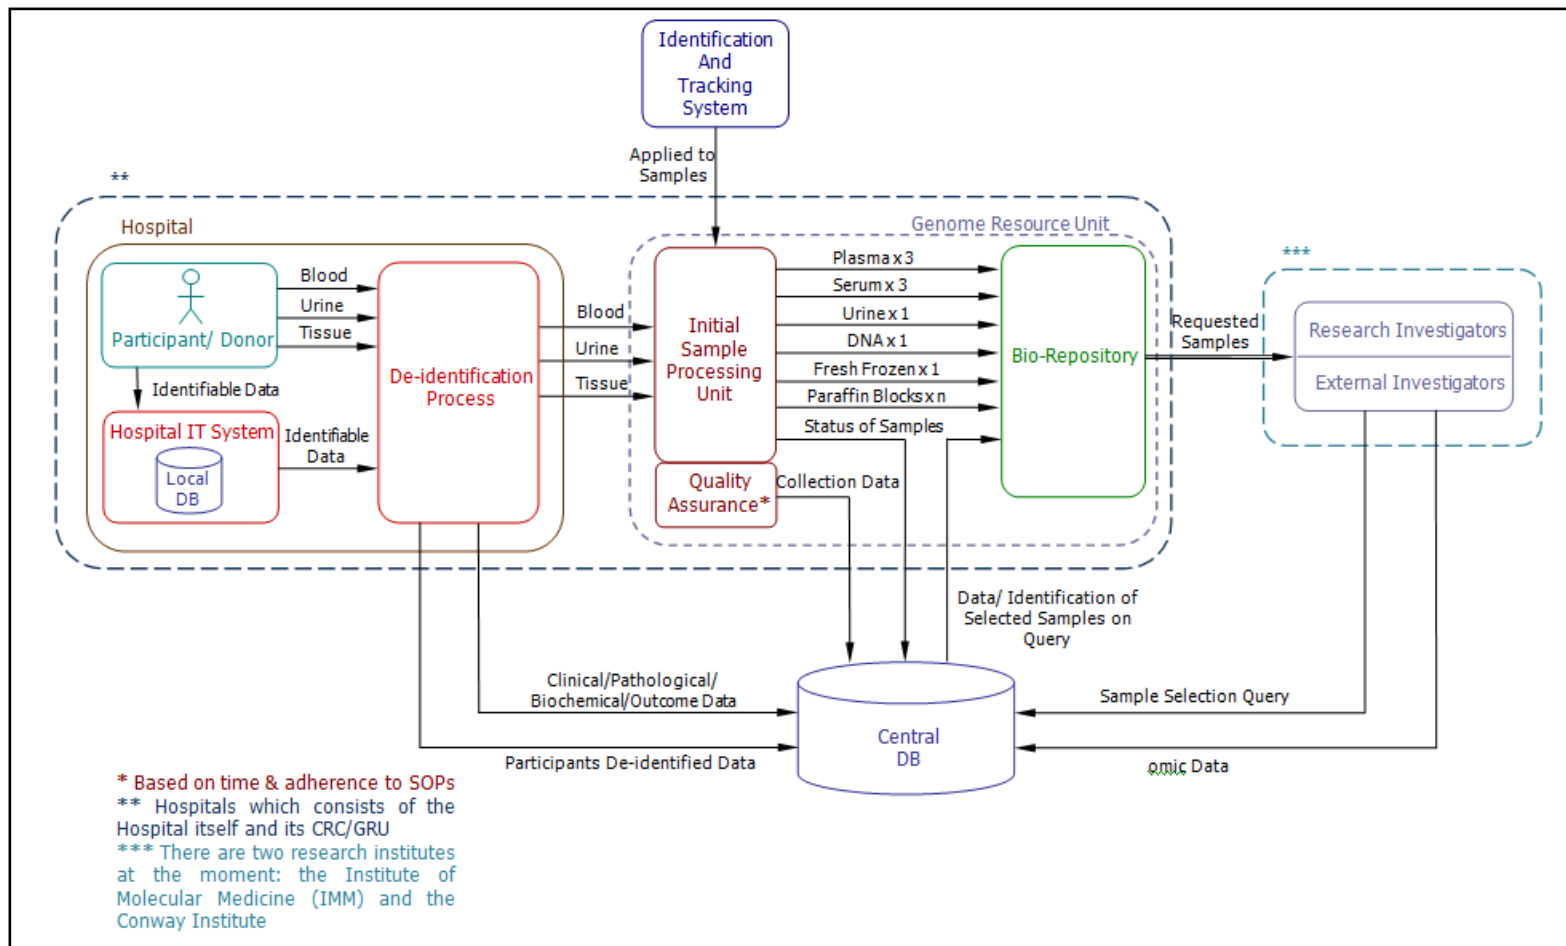 Identification
And
Tracking
System
Applied to
Samples
**
Hospital
Genome Resource Unit
***
Participant/ Donor
Blood
Urine
Tissue
Identifiable Data
Hospital IT System
Local
DB
Identifiable
Data
De-identification
Process
Blood
Urine
Tissue
Initial
Sample
Processing
Unit
Quality
Assurance*
Plasma x 3
Serum x 3
Urine x 1
DNA x 1
Fresh Frozen x 1
Paraffin Blocks x n
Status of Samples
Collection Data
Bio-Repository
Requested
Samples
Research Investigators
External Investigators
Data/ Identification of
Selected Samples on
Query
Clinical/Pathological/
Biochemical/Outcome Data
Participants De-identified Data
Central
DB
Sample Selection Query
omic Data
* Based on time & adherence to SOPs
** Hospitals which consists of the
Hospital itself and its CRC/GRU
*** There are two research institutes
at the moment: the Institute of
Molecular Medicine (IMM) and the
Conway Institute